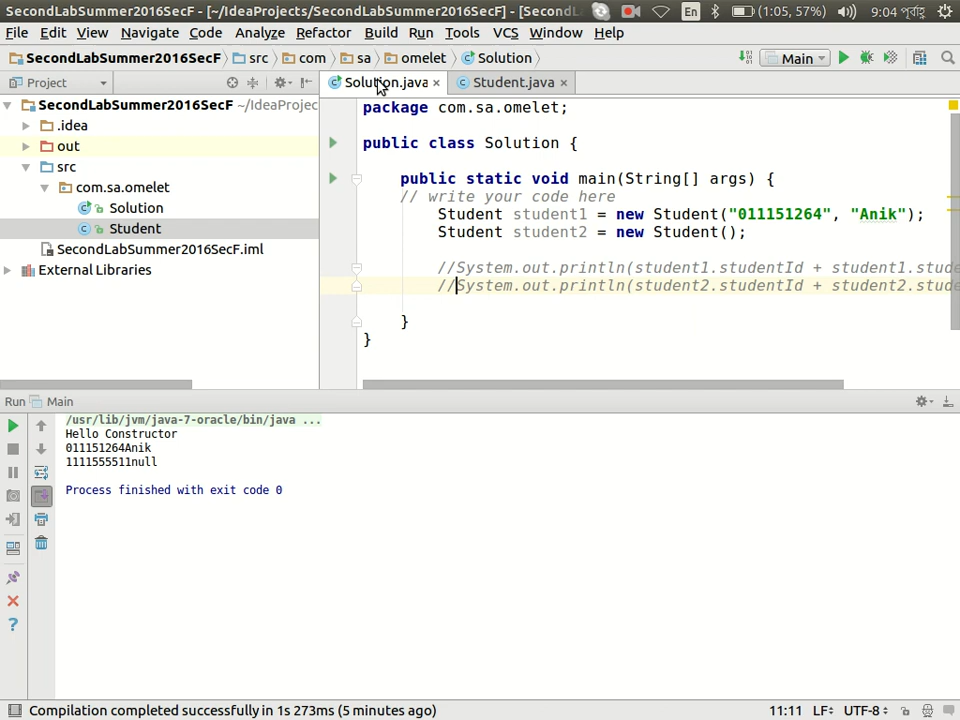 SecondLabSummer2016SecF - [~/IdeaProjects/SecondLabSummer2016SecF] - [Second
En (1:05, 57%) 9:04 পূর্বাহ্ণ
File Edit View Navigate Code Analyze Refactor Build Run Tools VCS Window Help
SecondLabSummer2016SecF src com sa omelet Solution Main
Project Solution.java Student.java
SecondLabSummer2016SecF ~/IdeaProjec
.idea
out
src
com.sa.omelet
Solution
Student
SecondLabSummer2016SecF.iml
External Libraries
package com.sa.omelet;
public class Solution {
public static void main(String[] args) {
// write your code here
Student student1 = new Student("011151264", "Anik");
Student student2 = new Student();
//System.out.println(student1.studentId + student1.stude
//System.out.println(student2.studentId + student2.stude
}
}
Run Main
/usr/lib/jvm/java-7-oracle/bin/java ...
Hello Constructor
011151264Anik
1111555511null
Process finished with exit code 0
Compilation completed successfully in 1s 273ms (5 minutes ago) 11:11 LF UTF-8